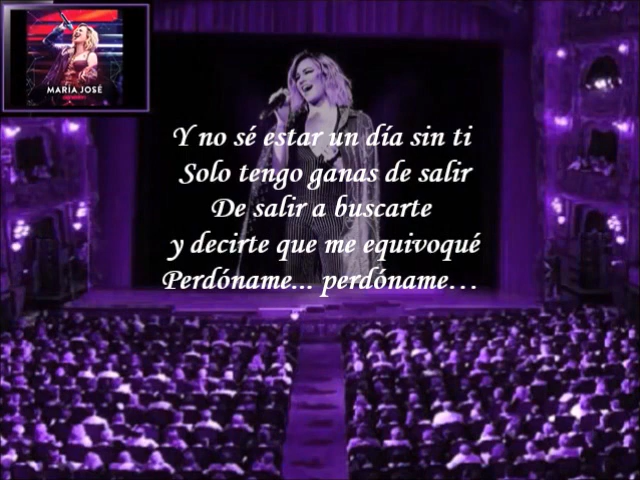 MARÍA JOSÉ
Y no sé estar un día sin ti
Solo tengo ganas de salir
De salir a buscarte
y decirte que me equivoqué
Perdóname... perdóname...